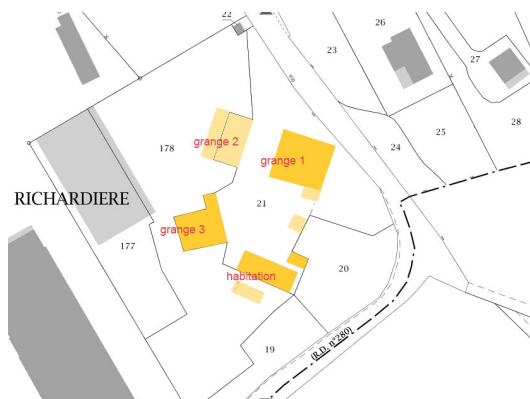 22
26
23
27
grange 2
178
grange 1
24
25
28
RICHARDIERE
21
grange 3
177
habitation
20
(R.D. n°280)
19